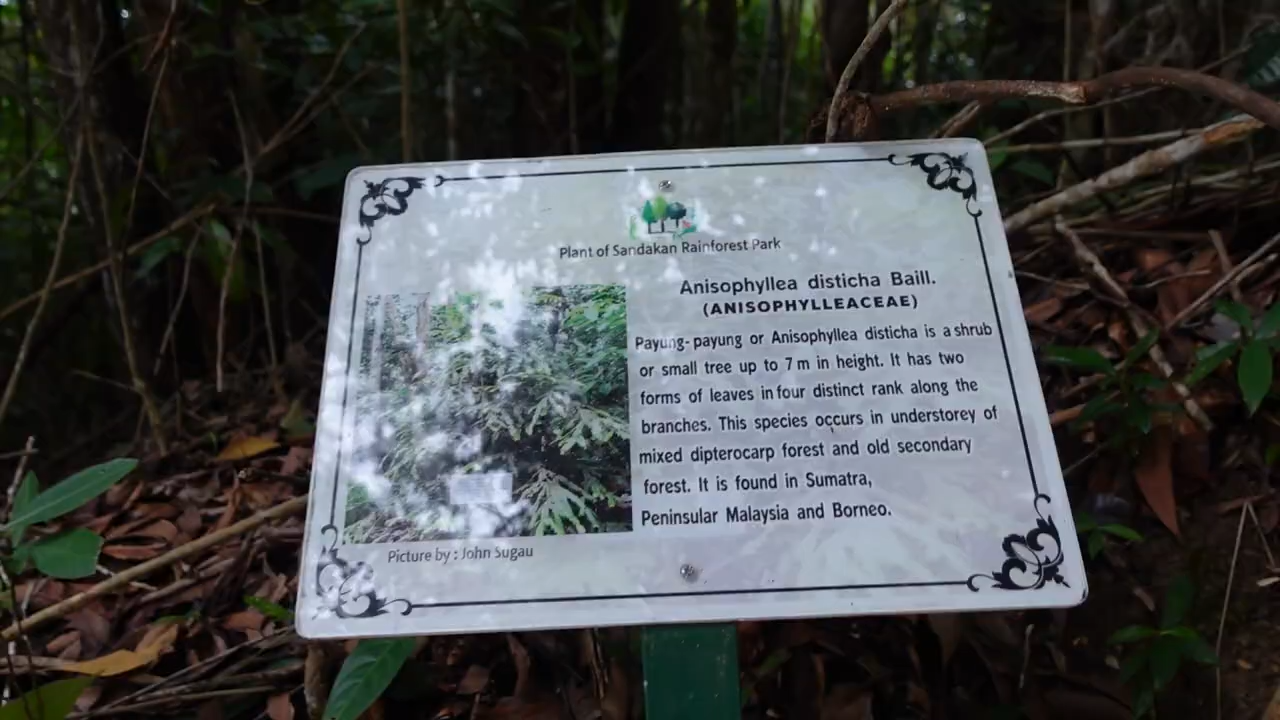 Plant of Sandakan Rainforest Park
Anisophyllea disticha Baill.
(ANISOPHYLLEACEAE)
Payung-payung or Anisophyllea disticha is a shrub
or small tree up to 7 m in height. It has two
forms of leaves in four distinct rank along the
branches. This species occurs in understorey of
mixed dipterocarp forest and old secondary
forest. It is found in Sumatra,
Peninsular Malaysia and Borneo.
Picture by : John Sugau